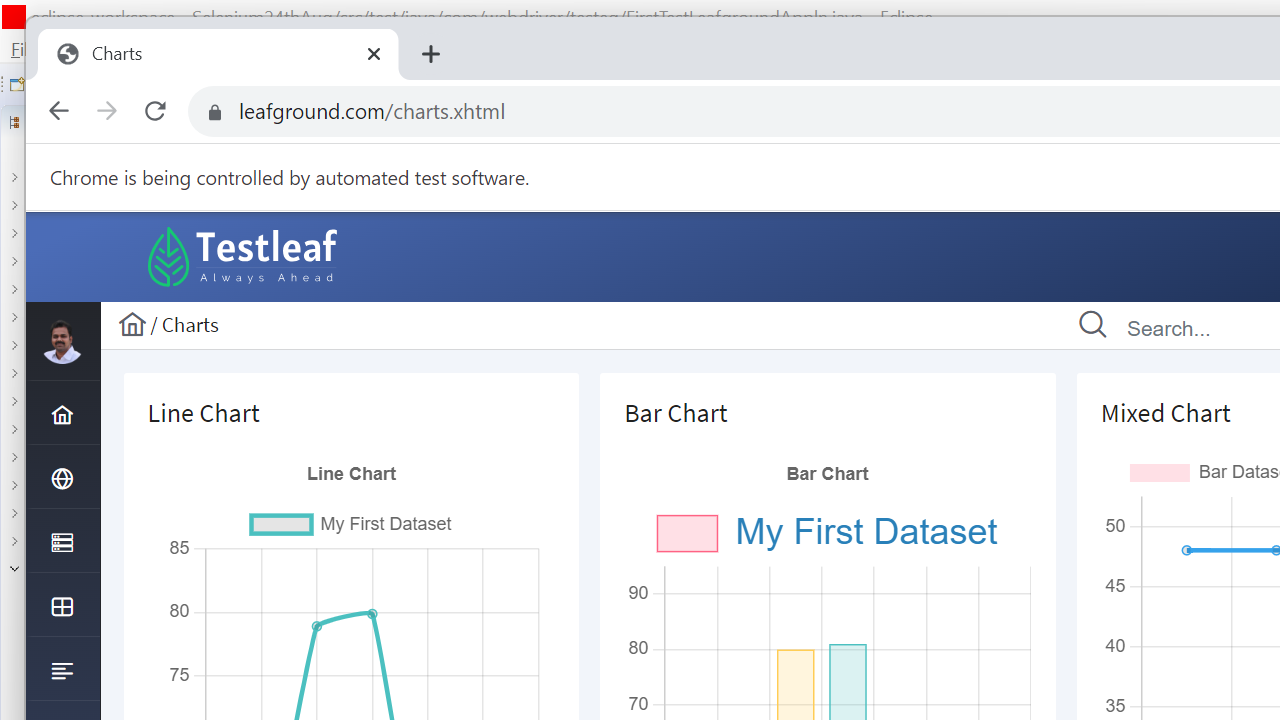 Charts
leafground.com/charts.xhtml
Chrome is being controlled by automated test software.
Testleaf
Always Ahead
/ Charts
Search...
Line Chart
Line Chart
My First Dataset
85
80
75
Bar Chart
Bar Chart
My First Dataset
90
80
70
Mixed Chart
Bar Datas
50
45
40
35